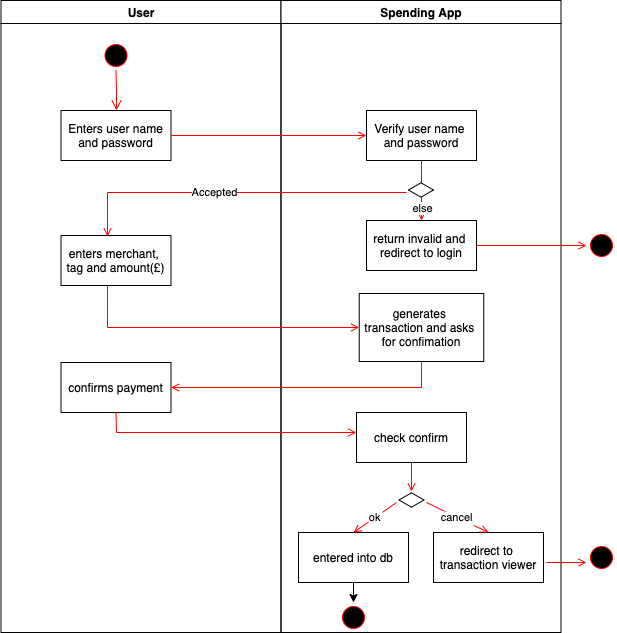 User
Spending App
Enters user name
and password
Verify user name
and password
Accepted
else
enters merchant,
tag and amount(£)
return invalid and
redirect to login
generates
transaction and asks
for confimation
confirms payment
check confirm
ok
cancel
entered into db
redirect to
transaction viewer